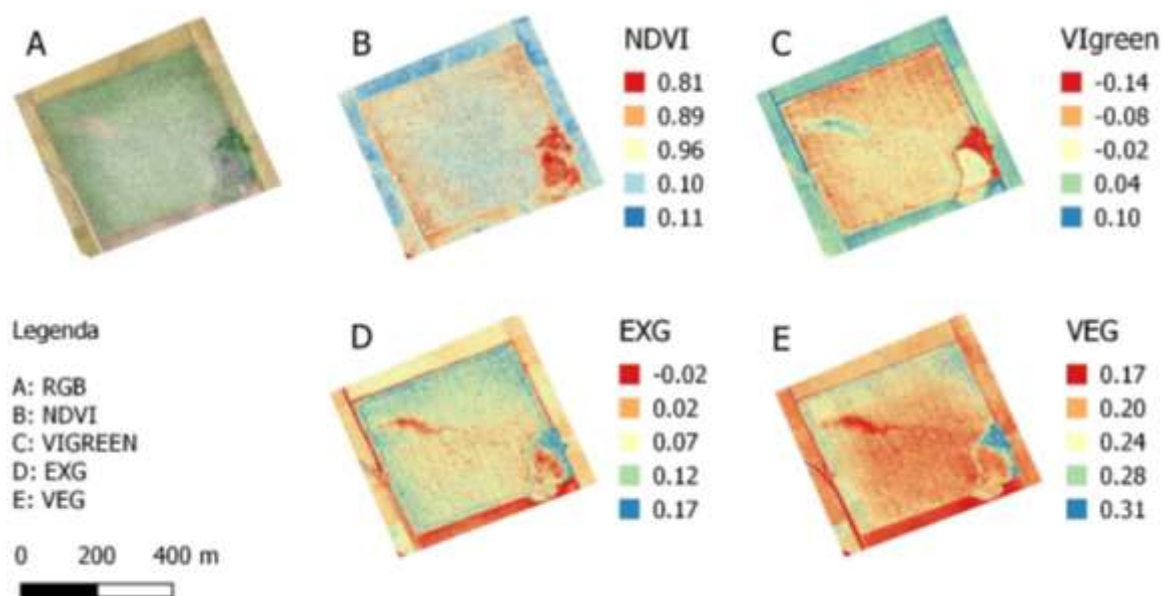 A
B
NDVI
0.81
0.89
0.96
0.10
0.11
C
VIgreen
-0.14
-0.08
-0.02
0.04
0.10
Legenda
A: RGB
B: NDVI
C: VIGREEN
D: EXG
E: VEG
0 200 400 m
D
EXG
-0.02
0.02
0.07
0.12
0.17
E
VEG
0.17
0.20
0.24
0.28
0.31